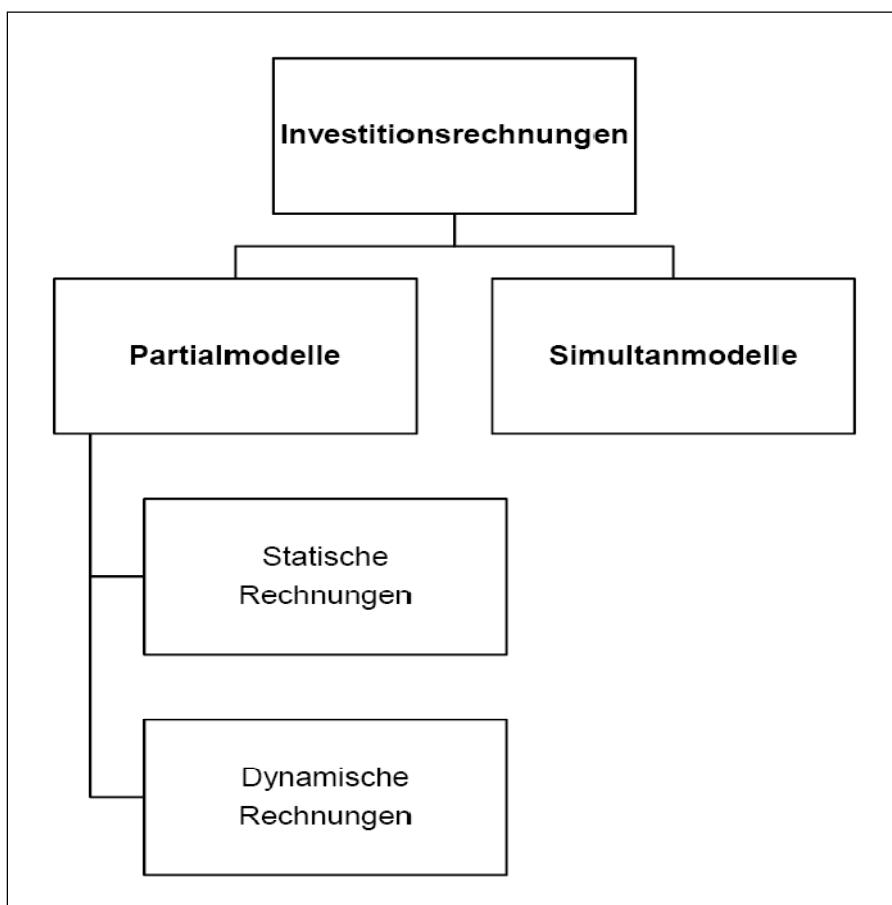 Investitionsrechnungen
Partialmodelle
Simultanmodelle
Statische
Rechnungen
Dynamische
Rechnungen